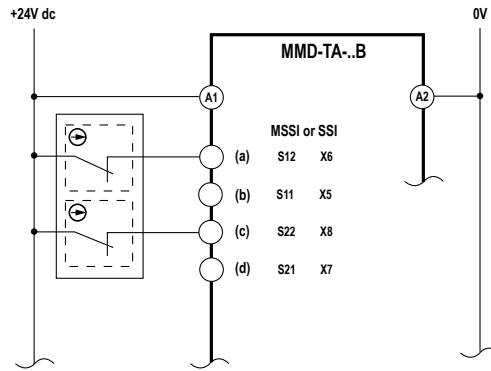 +24V dc
0V
MMD-TA-..B
A1
A2
MSSI or SSI
(a) S12 X6
(b) S11 X5
(c) S22 X8
(d) S21 X7